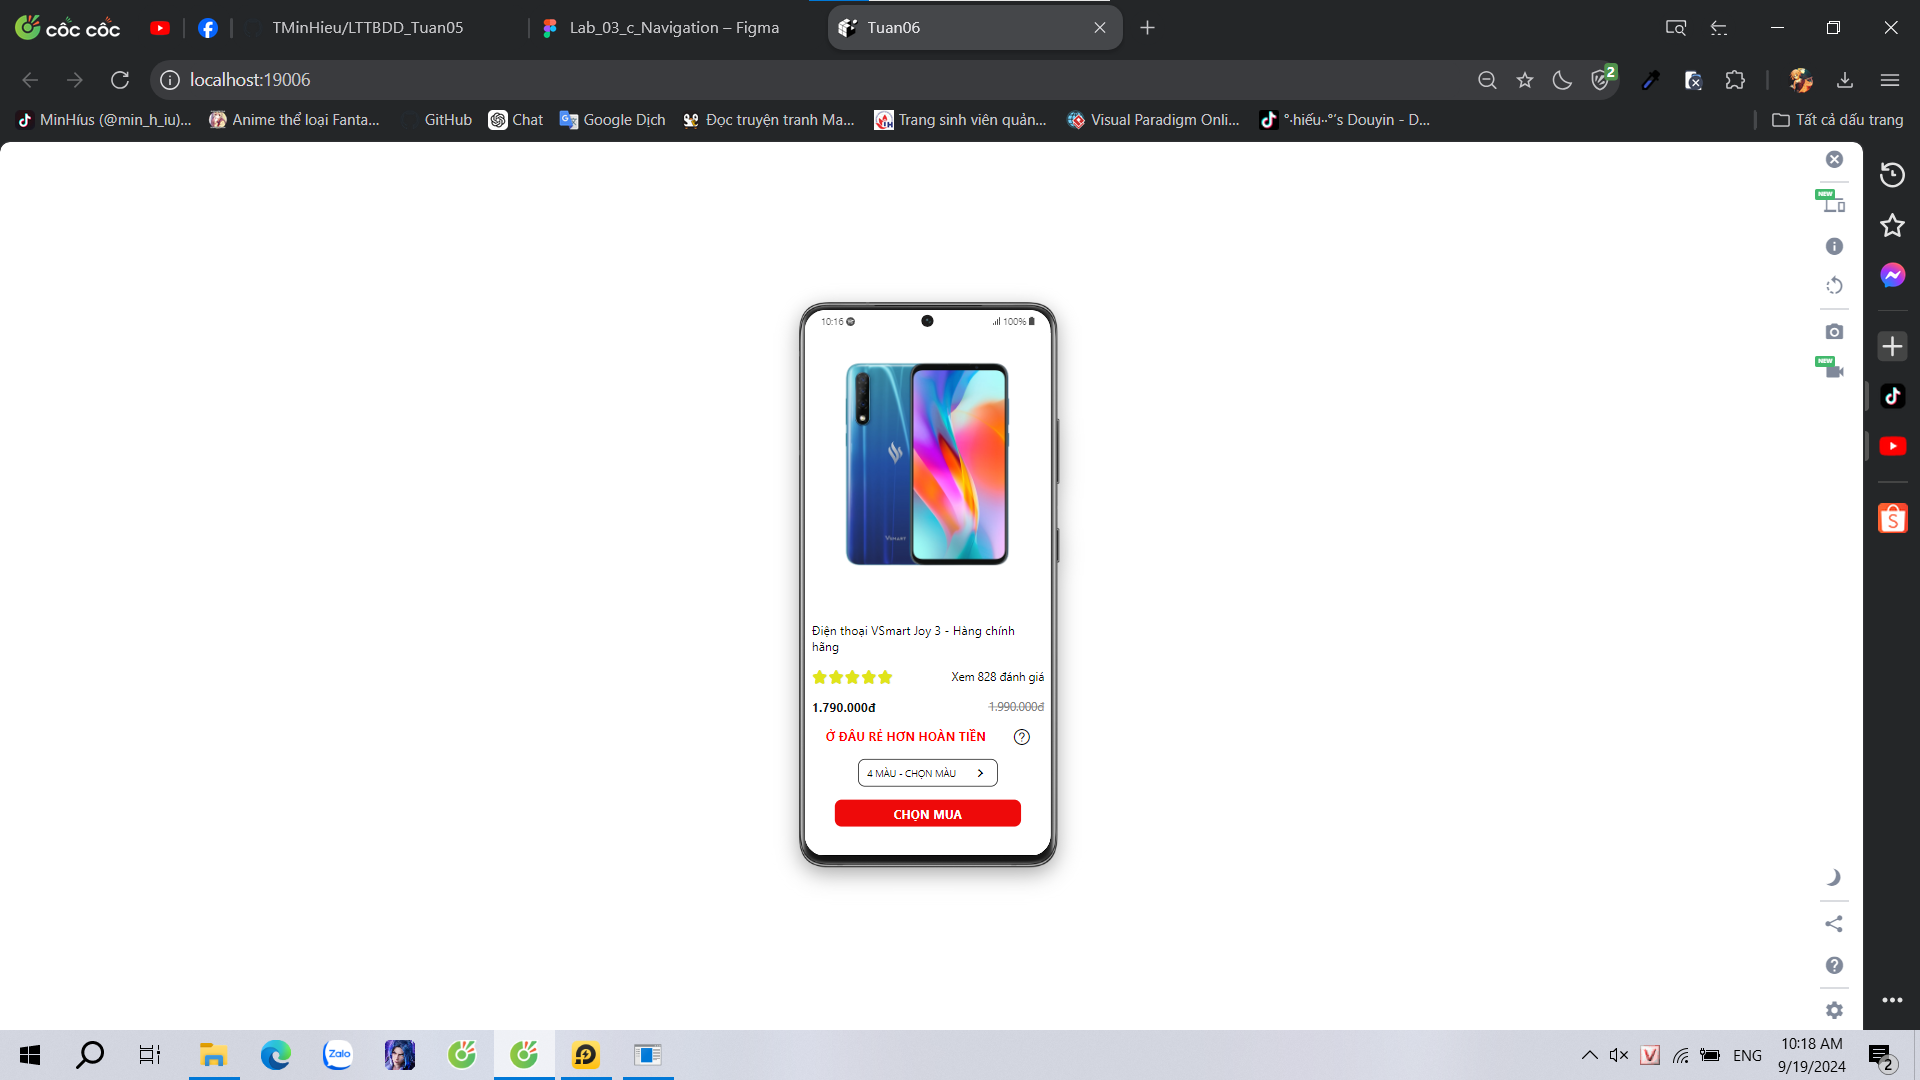 cốc cốc
TMinHieu/LTTBDD_Tuan05
Lab_03_c_Navigation – Figma
Tuan06
localhost:19006
2
MinHíus (@min_h_iu)...
Anime thể loại Fanta...
GitHub
Chat
Google Dịch
Đọc truyện tranh Ma...
Trang sinh viên quản...
Visual Paradigm Onli...
°·hiếu··°'s Douyin - D...
Tất cả dấu trang
NEW
NEW
10:16
100%
Vsmart
Điện thoại VSmart Joy 3 - Hàng chính
hãng
Xem 828 đánh giá
1.790.000đ
1.990.000đ
Ở ĐÂU RẺ HƠN HOÀN TIỀN
4 MÀU - CHỌN MÀU
CHỌN MUA
Zalo
ENG
10:18 AM
9/19/2024
2